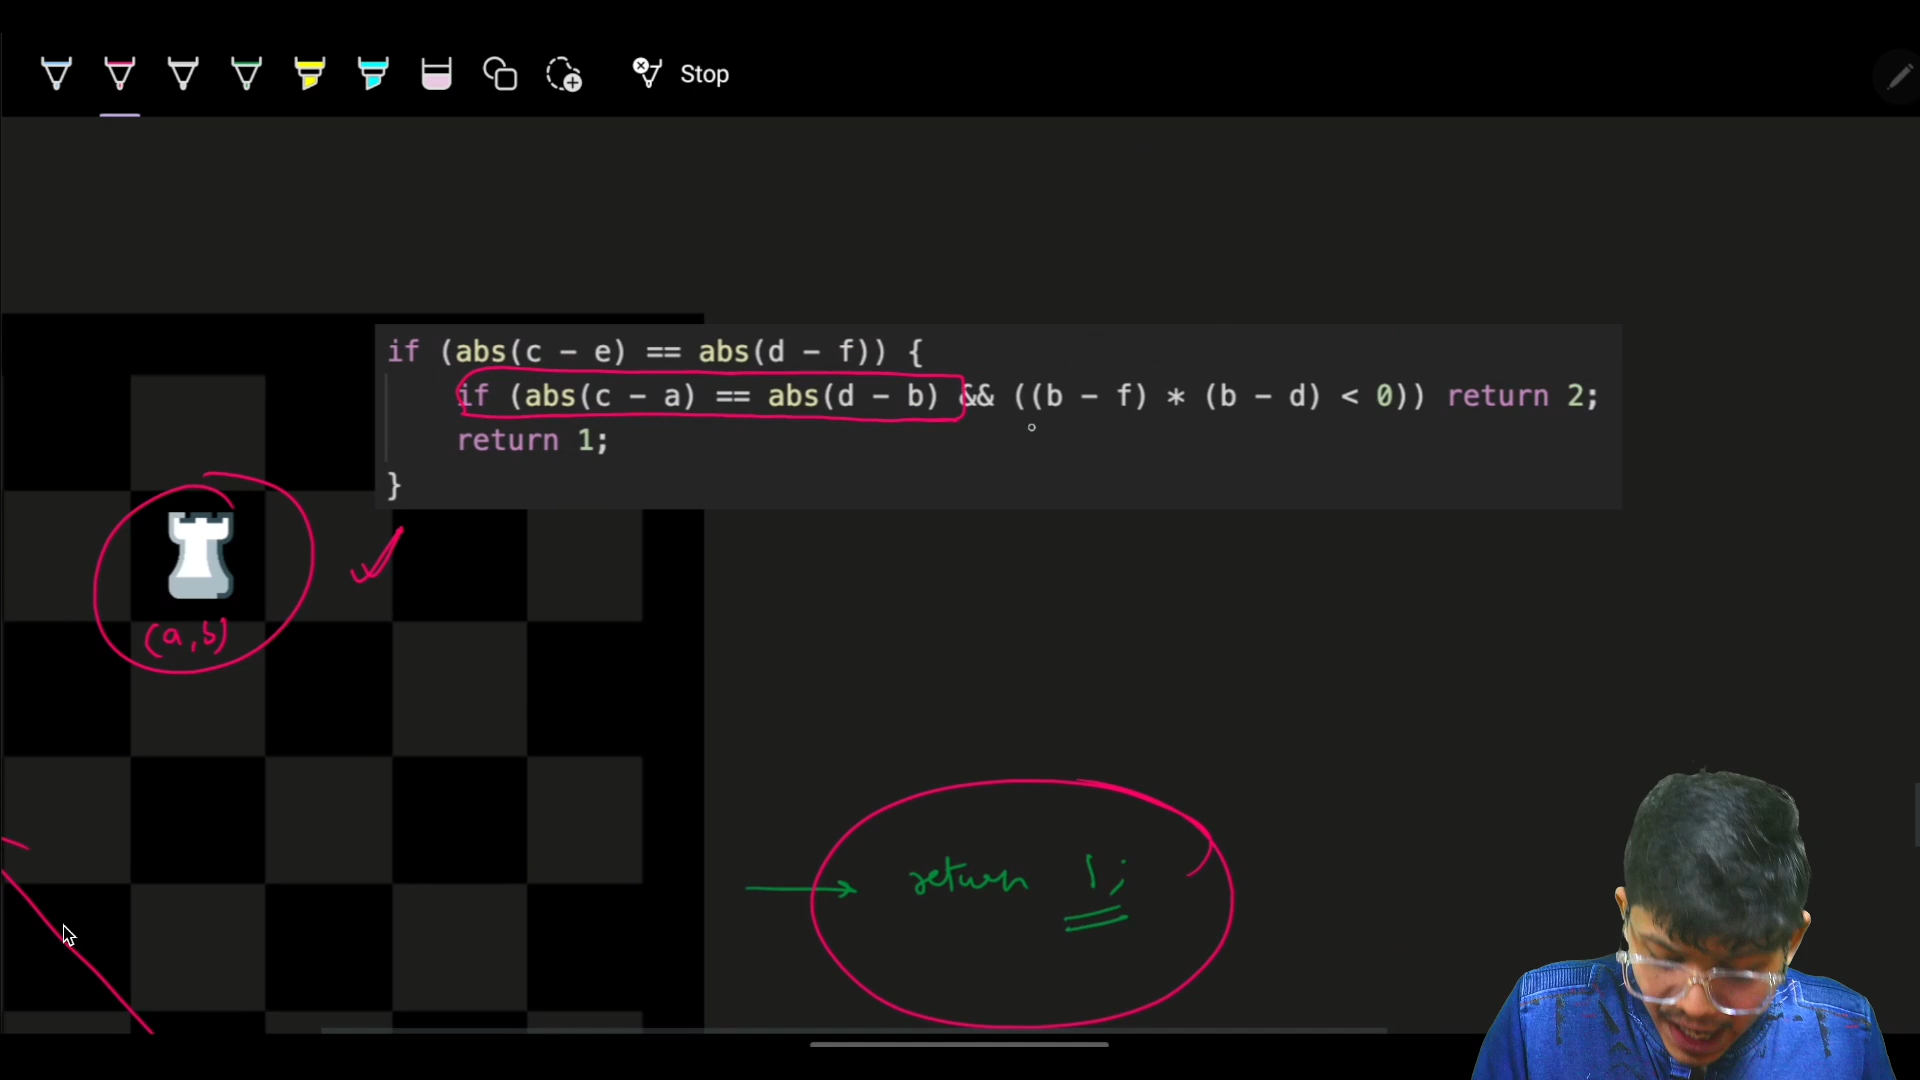 Stop
if (abs(c - e) == abs(d - f)) {
if (abs(c - a) == abs(d - b) && ((b - f) * (b - d) < 0)) return 2;
return 1;
}
(a,b)
return 1;